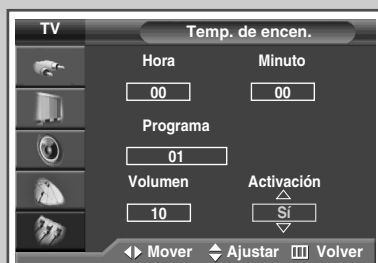 TV
Temp. de encen.
Hora Minuto
00 00
Programa
01
Volumen Activación
10 Sí
Mover Ajustar Volver